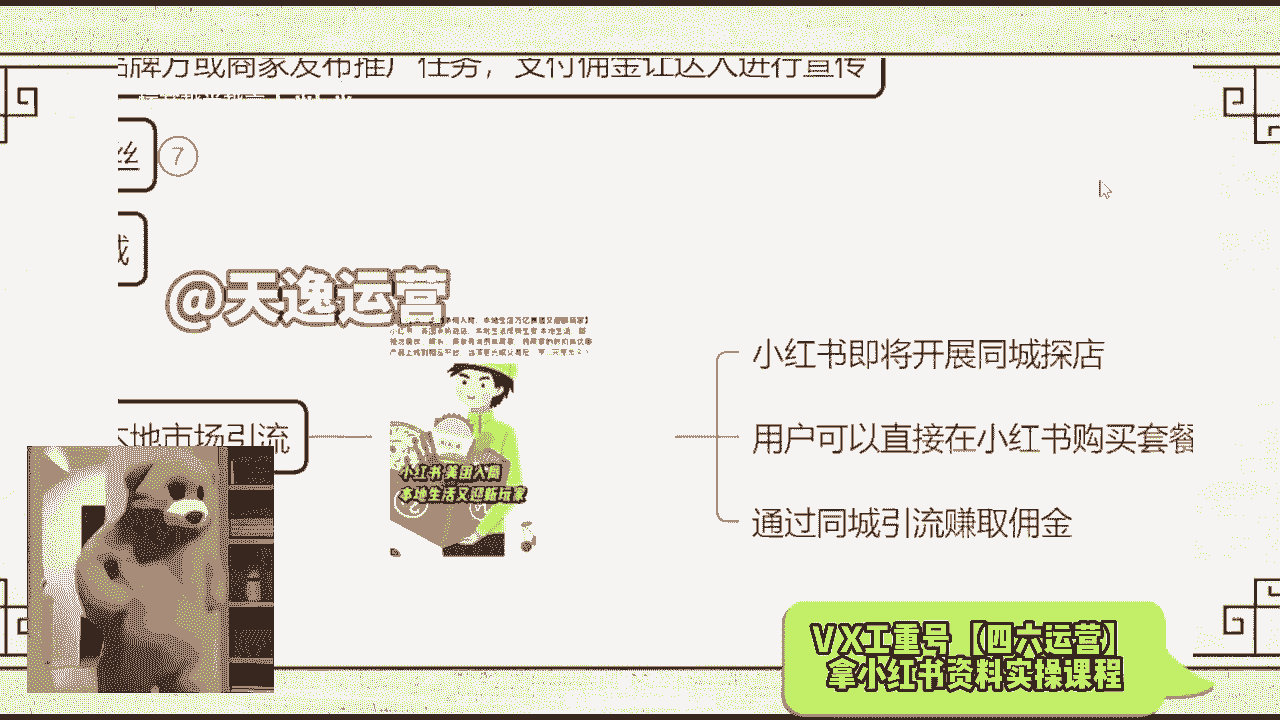 品牌方或商家发布推广任务，支付佣金让达人进行宣传
丝
7
@天逸运营
小红书即将开展同城探店
本地市场引流
用户可以直接在小红书购买套餐
小红书美团入局
本地生活又迎新玩家
通过同城引流赚取佣金
VX工重号【四六运营】
拿小红书资料实操课程